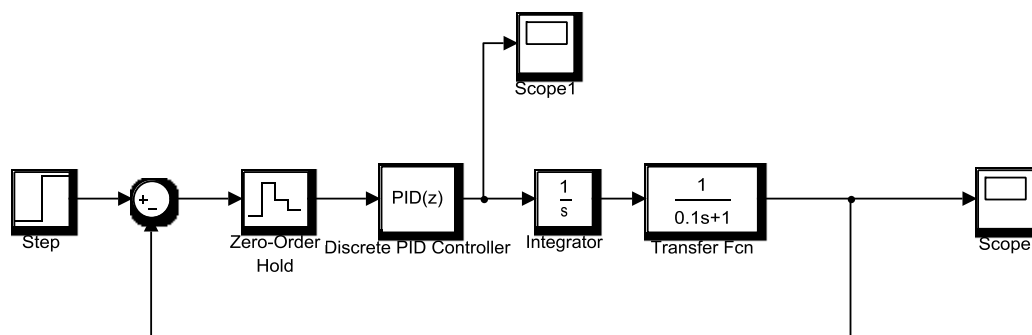 Scope1
+
−
PID(z)
1
s
1
0.1s+1
Step
Zero-Order
Hold
Discrete PID Controller
Integrator
Transfer Fcn
Scope